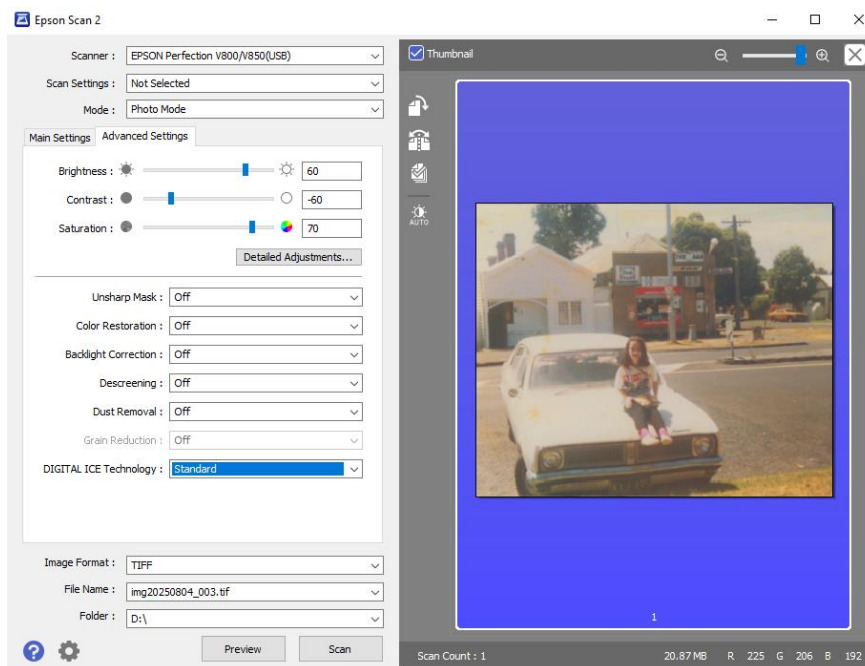 Epson Scan 2
Scanner :
EPSON Perfection V800/V850(USB)
Scan Settings :
Not Selected
Mode :
Photo Mode
Main Settings
Advanced Settings
Brightness :
60
Contrast :
-60
Saturation :
70
Detailed Adjustments...
Unsharp Mask :
Off
Color Restoration :
Off
Backlight Correction :
Off
Descreening :
Off
Dust Removal :
Off
Grain Reduction :
Off
DIGITAL ICE Technology :
Standard
Image Format :
TIFF
File Name :
img20250804_003.tif
Folder :
D:\
Preview
Scan
Thumbnail
AUTO
1
Scan Count : 1
20.87 MB
R 225 G 206 B 192